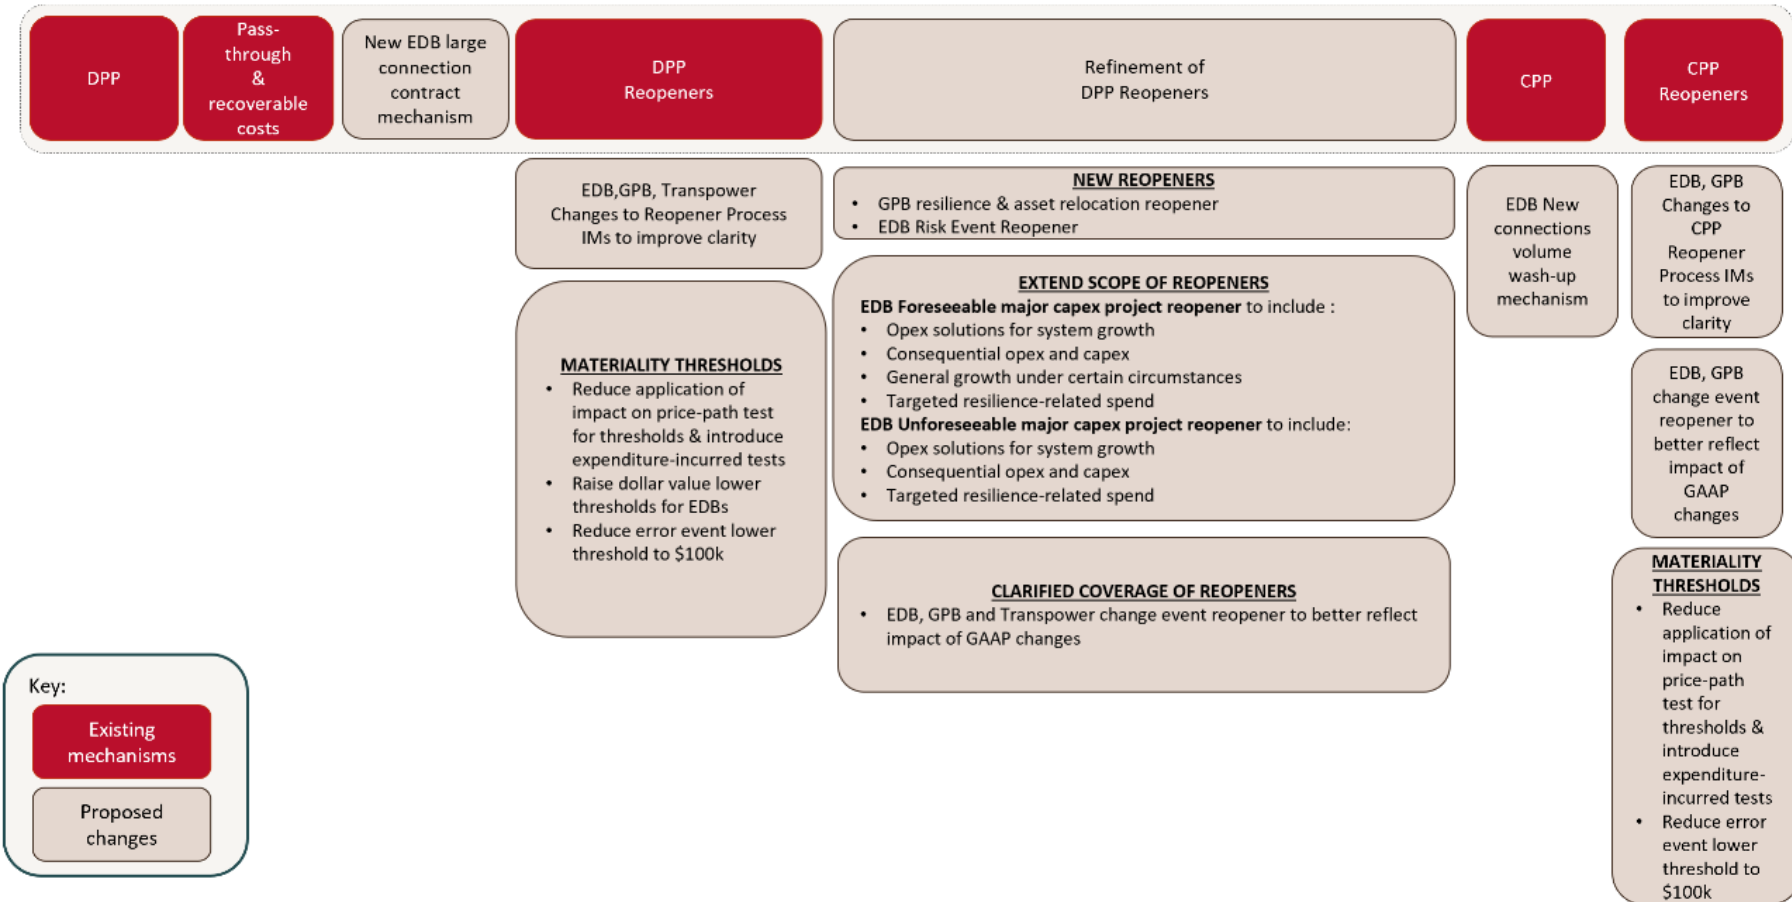 DPP
Pass-
through
&
recoverable
costs
New EDB large
connection
contract
mechanism
DPP
Reopeners
Refinement of
DPP Reopeners
CPP
CPP
Reopeners
EDB,GPB, Transpower
Changes to Reopener Process
IMs to improve clarity
MATERIALITY THRESHOLDS
• Reduce application of
impact on price-path test
for thresholds & introduce
expenditure-incurred tests
• Raise dollar value lower
thresholds for EDBs
• Reduce error event lower
threshold to $100k
NEW REOPENERS
• GPB resilience & asset relocation reopener
• EDB Risk Event Reopener
EXTEND SCOPE OF REOPENERS
EDB Foreseeable major capex project reopener to include :
• Opex solutions for system growth
• Consequential opex and capex
• General growth under certain circumstances
• Targeted resilience-related spend
EDB Unforeseeable major capex project reopener to include:
• Opex solutions for system growth
• Consequential opex and capex
• Targeted resilience-related spend
CLARIFIED COVERAGE OF REOPENERS
• EDB, GPB and Transpower change event reopener to better reflect
impact of GAAP changes
EDB New
connections
volume
wash-up
mechanism
EDB, GPB
Changes to
CPP
Reopener
Process IMs
to improve
clarity
EDB, GPB
change event
reopener to
better reflect
impact of
GAAP
changes
MATERIALITY
THRESHOLDS
• Reduce
application of
impact on
price-path
test for
thresholds &
introduce
expenditure-
incurred tests
• Reduce error
event lower
threshold to
$100k
Key:
Existing
mechanisms
Proposed
changes